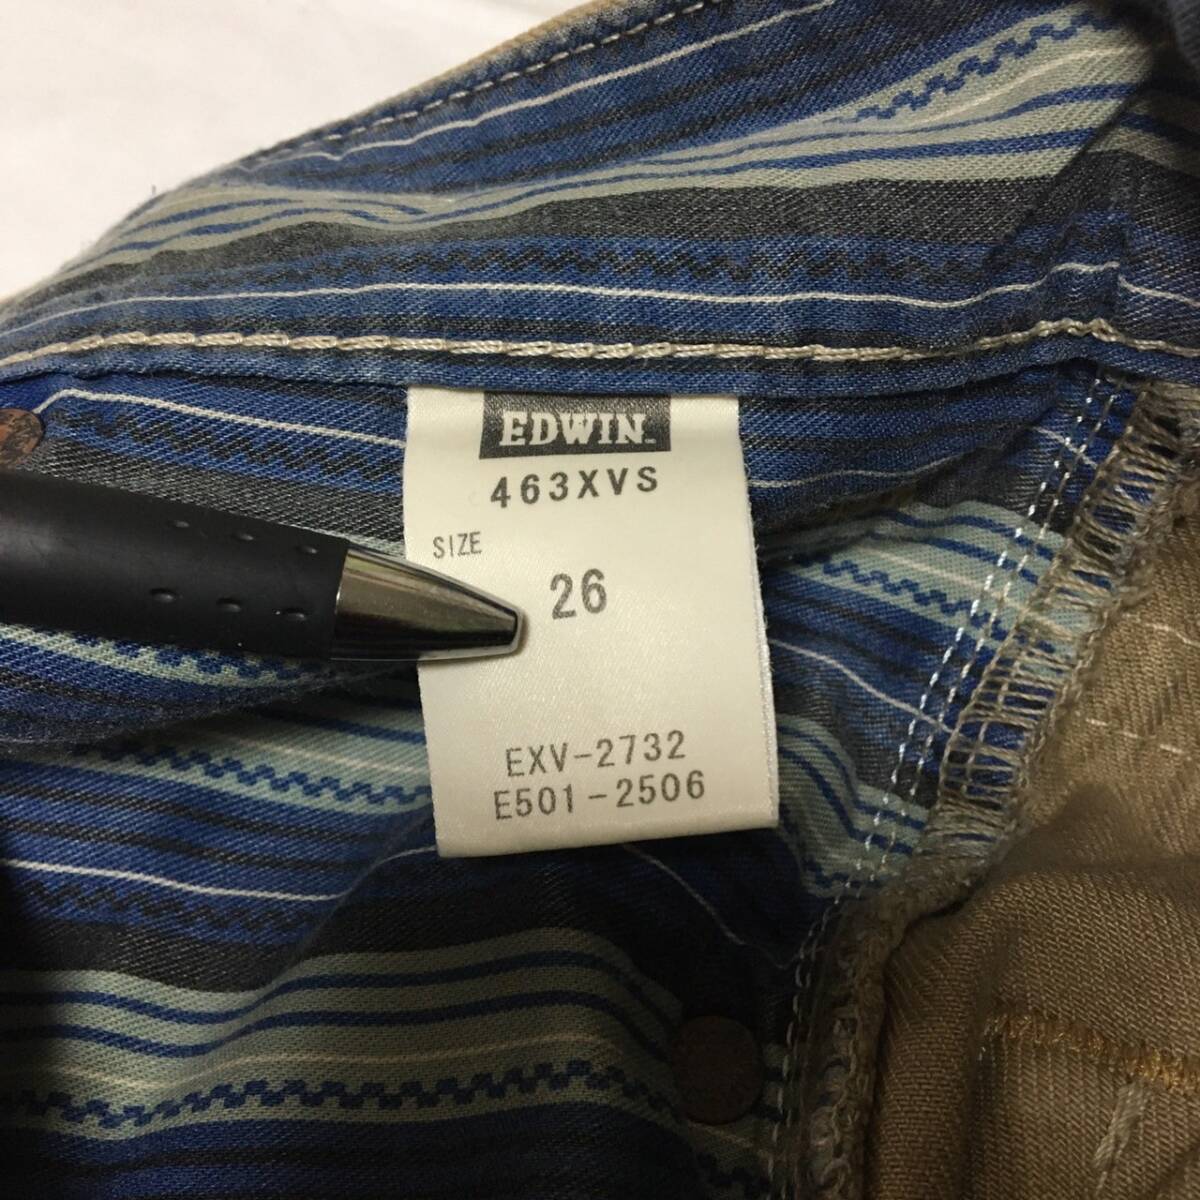 EDWIN
463XVS
SIZE
26
EXV-2732
E501-2506